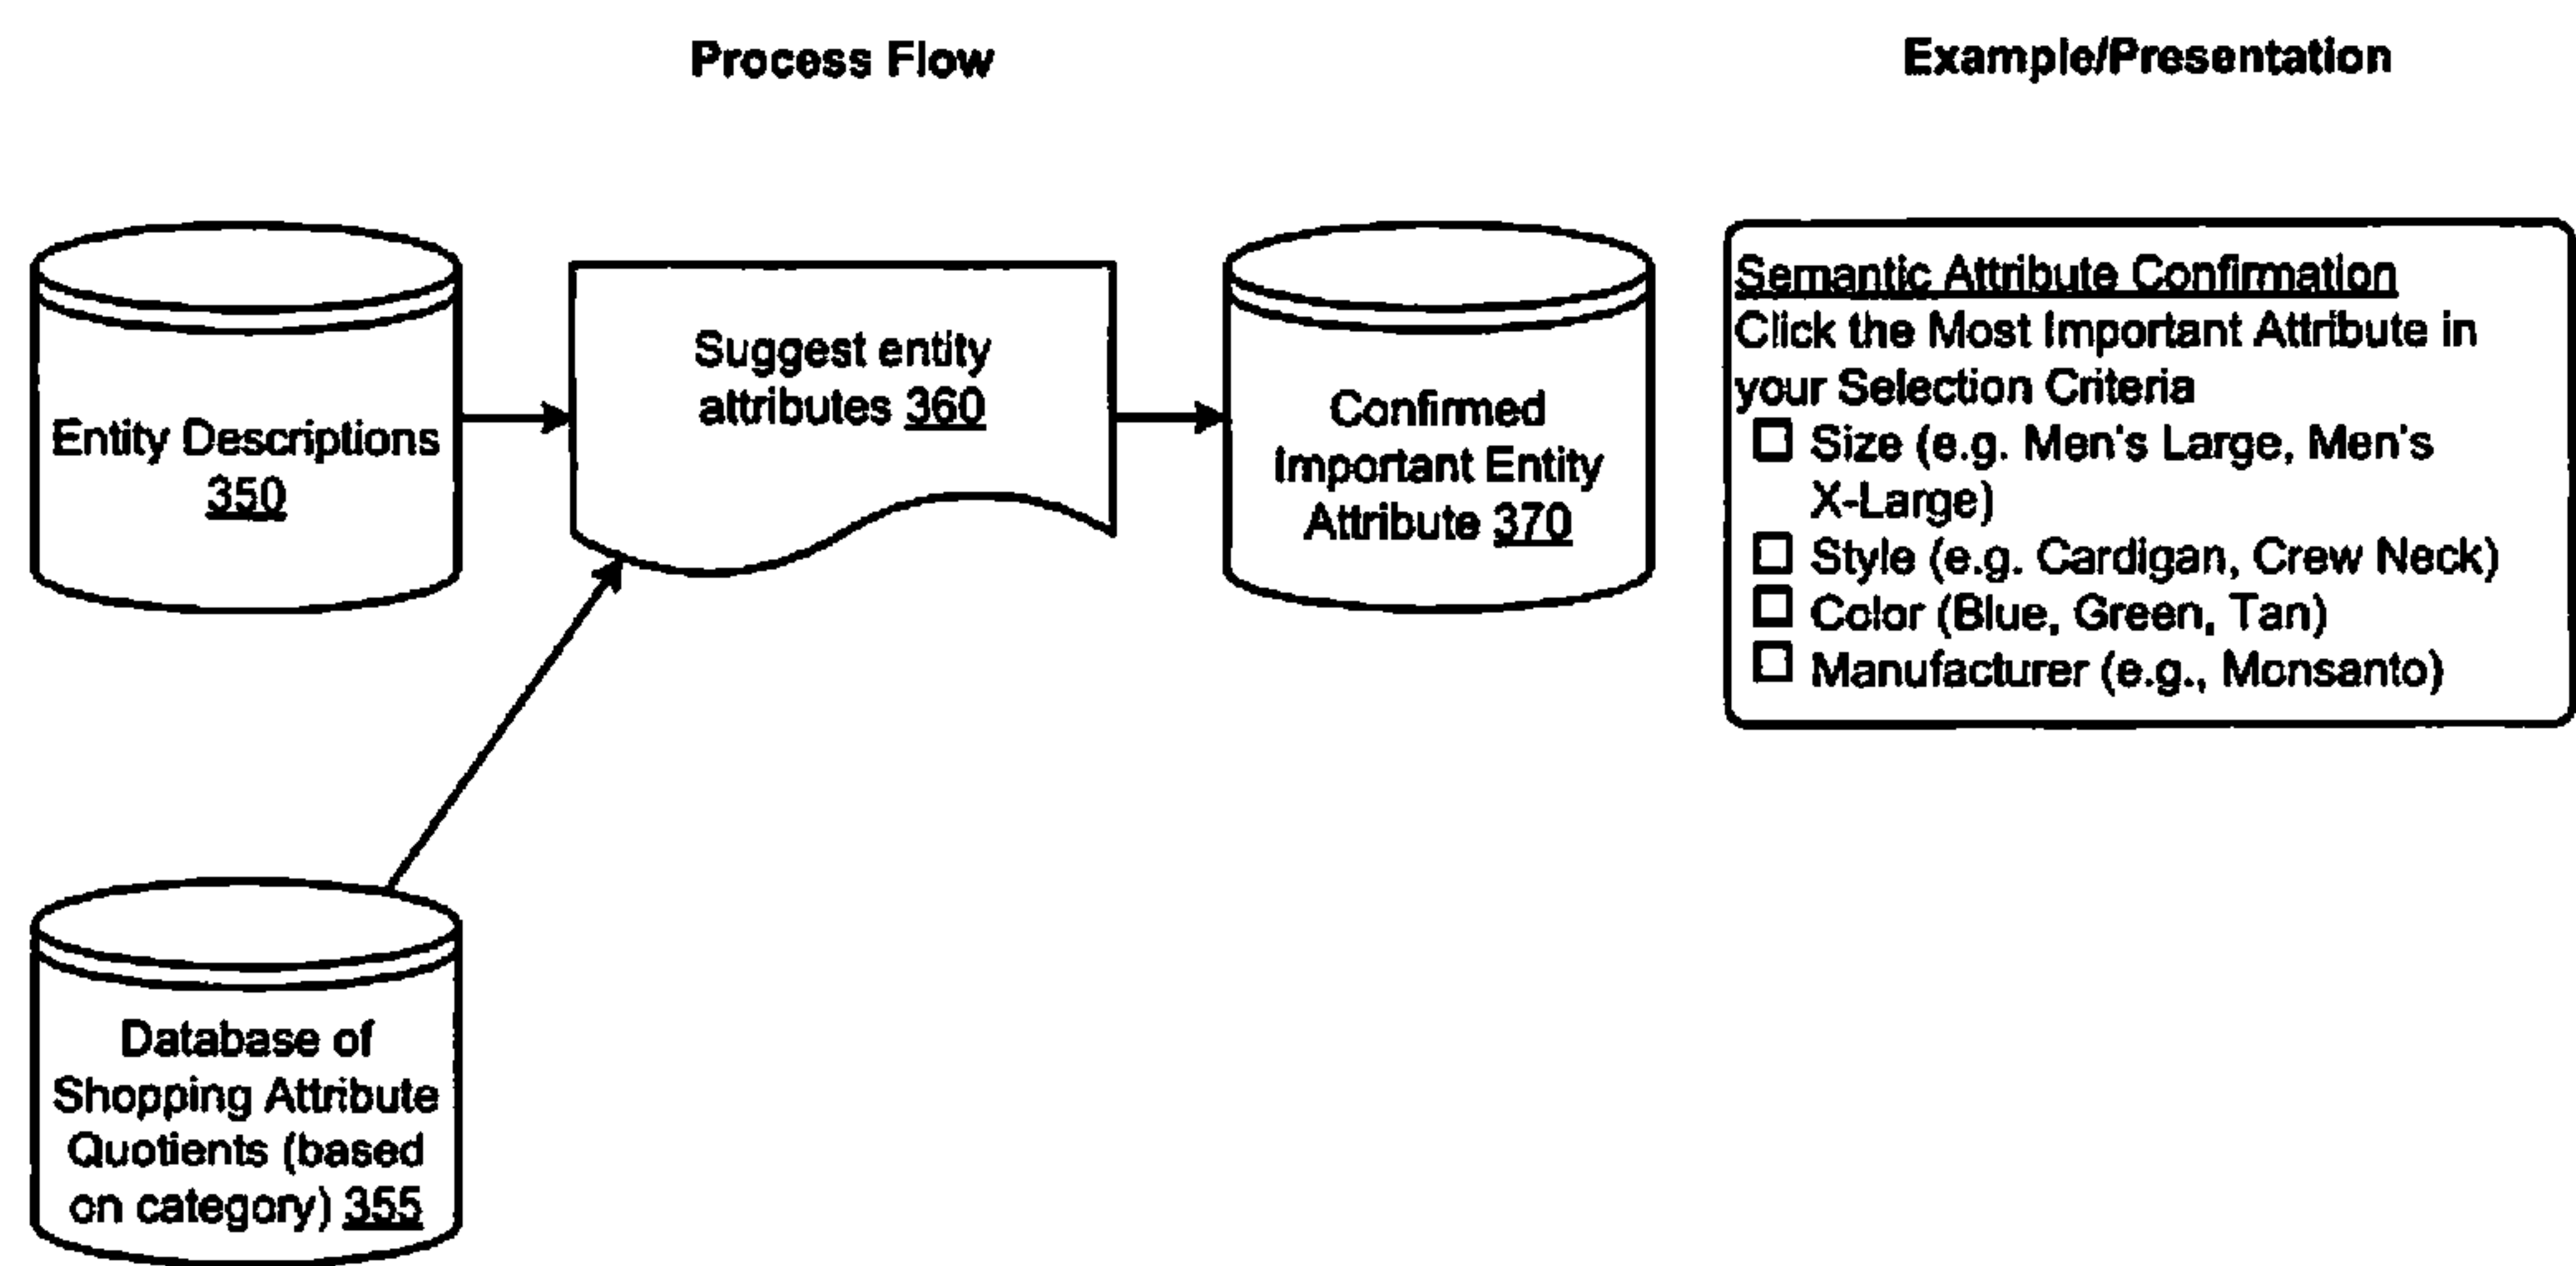 Process Flow
Example/Presentation
Entity Descriptions
350
Suggest entity
attributes 360
Confirmed
Important Entity
Attribute 370
Semantic Attribute Confirmation
Click the Most Important Attribute in
your Selection Criteria
Size (e.g. Men's Large, Men's
X-Large)
Style (e.g. Cardigan, Crew Neck)
Color (Blue, Green, Tan)
Manufacturer (e.g., Monsanto)
Database of
Shopping Attribute
Quotients (based
on category) 355